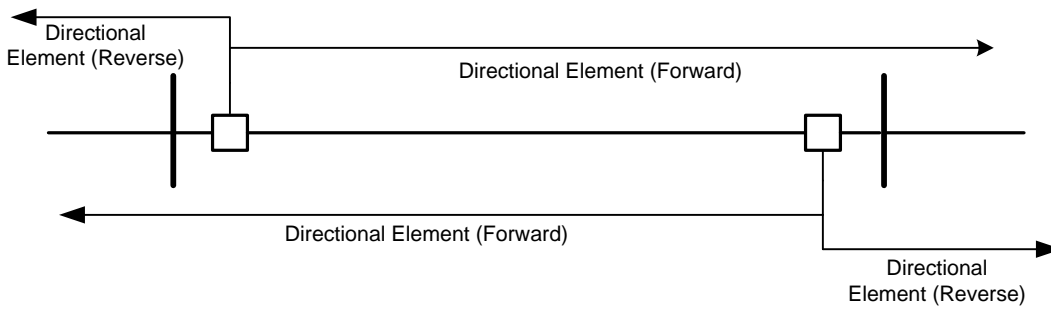 Directional
Element (Reverse)
Directional Element (Forward)
Directional Element (Forward)
Directional
Element (Reverse)